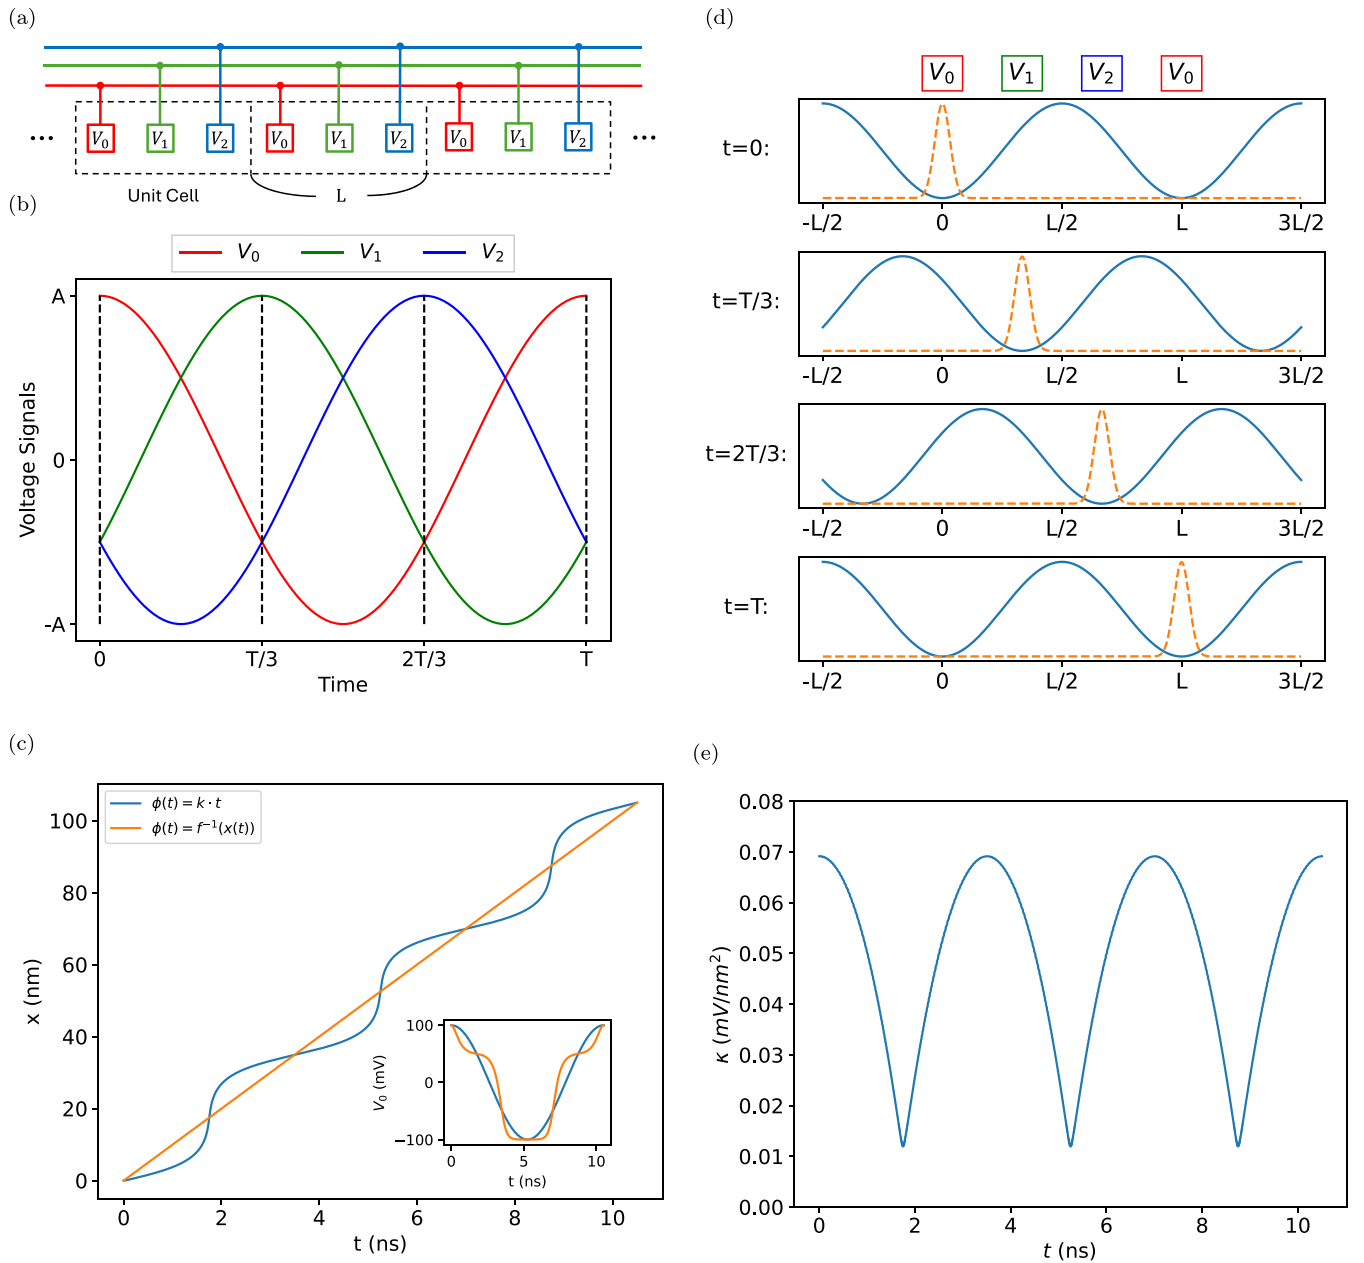 (a)
V0 V1 V2 V0 V1 V2 V0 V1 V2
... ...
Unit Cell L
(b)
V0 V1 V2
Voltage Signals
A
0
-A
0 T/3 2T/3 T
Time
(c)
ϕ(t) = k · t
ϕ(t) = f⁻¹(x(t))
x (nm)
100
80
60
40
20
0
0 2 4 6 8 10
t (ns)
V0 (mV)
100
0
−100
0 5 10
t (ns)
(d)
V0 V1 V2 V0
t=0:
-L/2 0 L/2 L 3L/2
t=T/3:
-L/2 0 L/2 L 3L/2
t=2T/3:
-L/2 0 L/2 L 3L/2
t=T:
-L/2 0 L/2 L 3L/2
(e)
κ (mV/nm²)
0.08
0.07
0.06
0.05
0.04
0.03
0.02
0.01
0.00
0 2 4 6 8 10
t (ns)